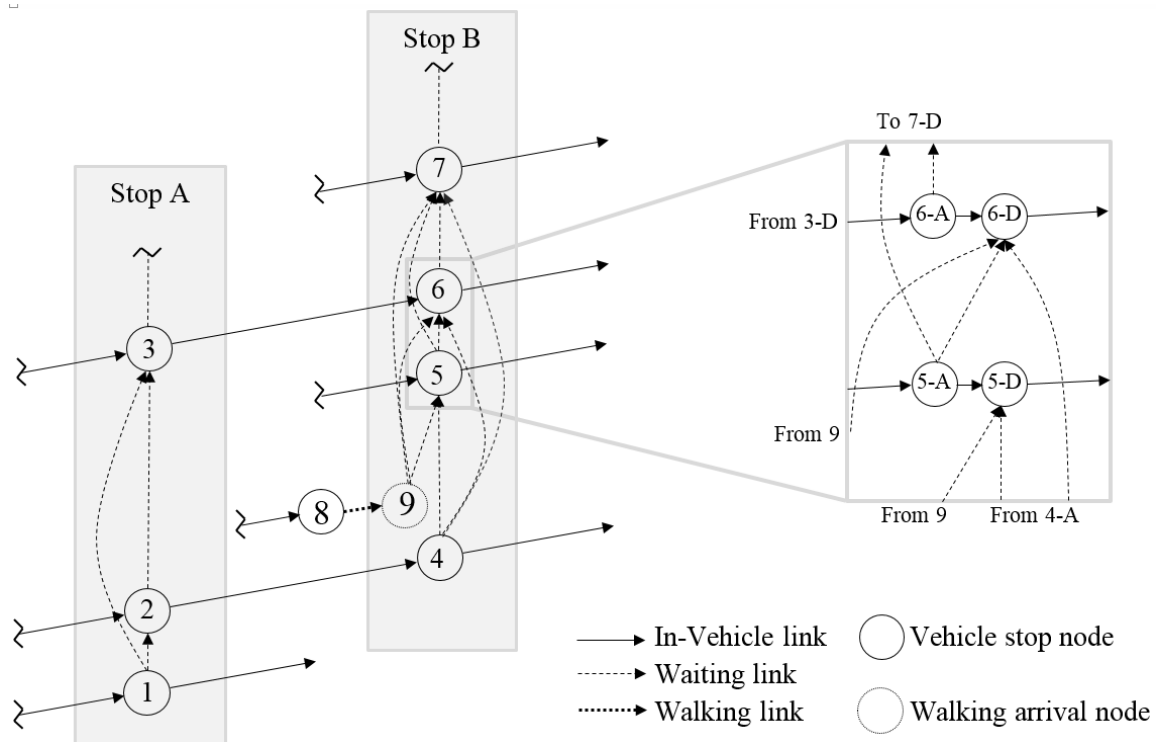 Stop B
To 7-D
7
Stop A
6-A
6-D
From 3-D
6
3
5
5-A
5-D
From 9
9
8
From 9
From 4-A
4
2
In-Vehicle link
Vehicle stop node
Waiting link
1
Walking link
Walking arrival node